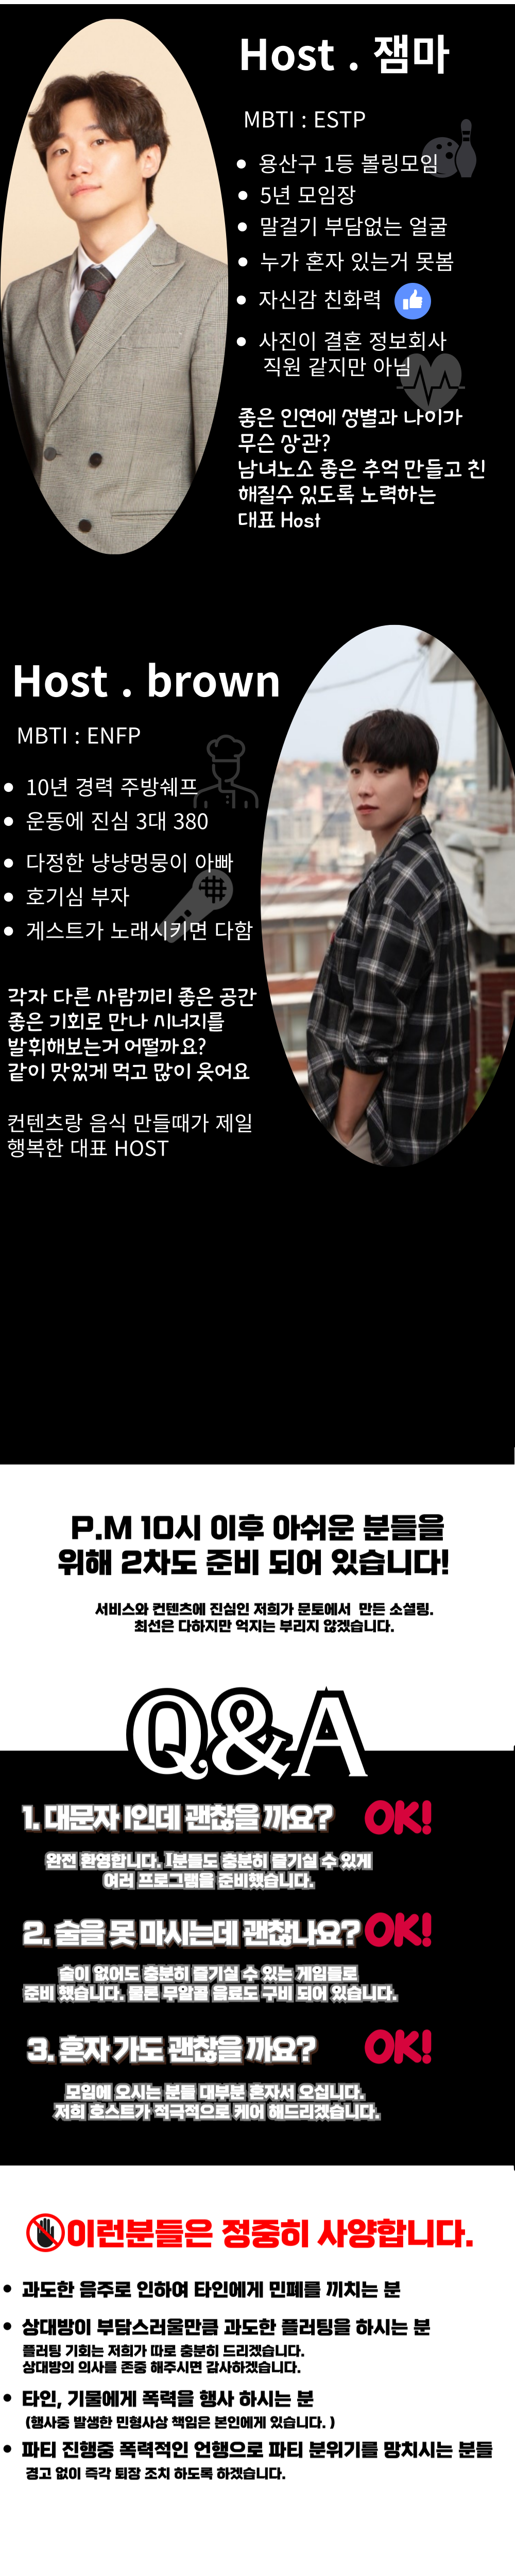 Host . 잼마
MBTI : ESTP
용산구 1등 볼링모임
5년 모임장
말걸기 부담없는 얼굴
누가 혼자 있는거 못봄
자신감 친화력
사진이 결혼 정보회사
직원 같지만 아님
좋은 인연에 성별과 나이가
무슨 상관?
남녀노소 좋은 추억 만들고 친
해질수 있도록 노력하는
대표 Host
Host . brown
MBTI : ENFP
10년 경력 주방쉐프
운동에 진심 3대 380
다정한 냥냥멍뭉이 아빠
호기심 부자
게스트가 노래시키면 다함
각자 다른 사람끼리 좋은 공간
좋은 기회로 만나 시너지를
발휘해보는거 어떨까요?
같이 맛있게 먹고 많이 웃어요
컨텐츠랑 음식 만들때가 제일
행복한 대표 HOST
P.M 10시 이후 아쉬운 분들을
위해 2차도 준비 되어 있습니다!
서비스와 컨텐츠에 진심인 저희가 문토에서 만든 소셜링.
최선은 다하지만 억지는 부리지 않겠습니다.
Q&A
1. 대문자 I인데 괜찮을 까요? OK!
완전 환영합니다. I분들도 충분히 즐기실 수 있게
여러 프로그램을 준비했습니다.
2. 술을 못 마시는데 괜찮나요? OK!
술이 없어도 충분히 즐기실 수 있는 게임들로
준비 했습니다. 물론 무알콜 음료도 구비 되어 있습니다.
3. 혼자 가도 괜찮을 까요? OK!
모임에 오시는 분들 대부분 혼자서 오십니다.
저희 호스트가 적극적으로 케어 해드리겠습니다.
이런분들은 정중히 사양합니다.
과도한 음주로 인하여 타인에게 민폐를 끼치는 분
상대방이 부담스러울만큼 과도한 플러팅을 하시는 분
플러팅 기회는 저희가 따로 충분히 드리겠습니다.
상대방의 의사를 존중 해주시면 감사하겠습니다.
타인, 기물에게 폭력을 행사 하시는 분
(행사중 발생한 민형사상 책임은 본인에게 있습니다. )
파티 진행중 폭력적인 언행으로 파티 분위기를 망치시는 분들
경고 없이 즉각 퇴장 조치 하도록 하겠습니다.